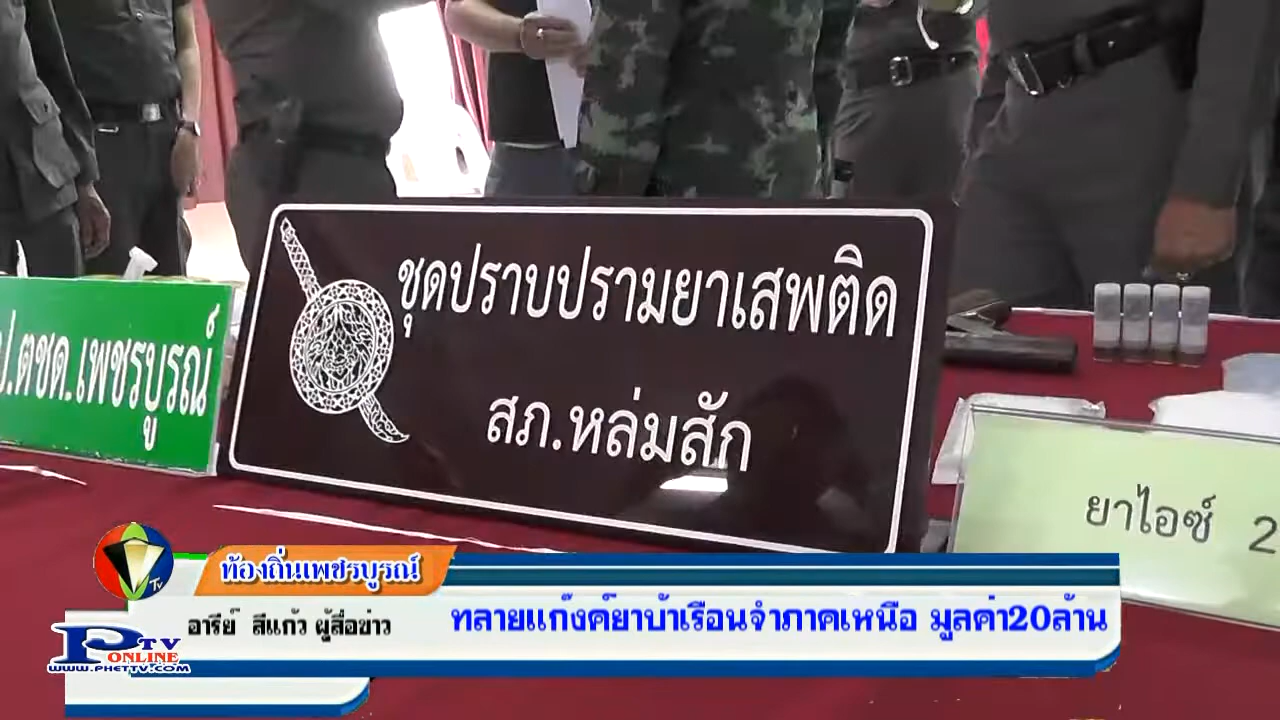 ชุดปราบปรามยาเสพติด
สภ.หล่มสัก
ป.ตชด.เพชรบูรณ์
ยาไอซ์ 2
ท้องถิ่นเพชรบูรณ์
อารีย์ สีแก้ว ผู้สื่อข่าว
ทลายแก๊งค์ยาบ้าเรือนจำภาคเหนือ มูลค่า20ล้าน
TV
PTV
ONLINE
WWW.PHETTV.COM